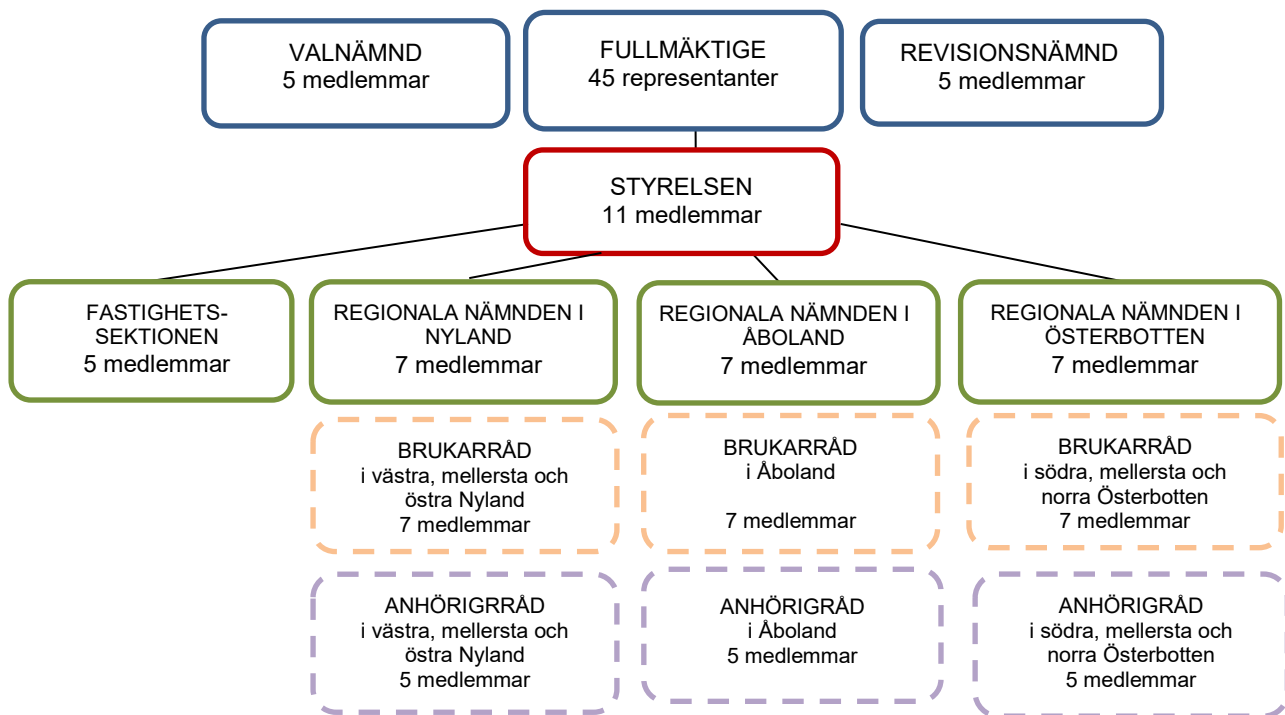 VALNÄMND
5 medlemmar
FULLMÄKTIGE
45 representanter
REVISIONSNÄMND
5 medlemmar
STYRELSEN
11 medlemmar
FASTIGHETS-
SEKTIONEN
5 medlemmar
REGIONALA NÄMNDEN I
NYLAND
7 medlemmar
REGIONALA NÄMNDEN I
ÅBOLAND
7 medlemmar
REGIONALA NÄMNDEN I
ÖSTERBOTTEN
7 medlemmar
BRUKARRÅD
i västra, mellersta och
östra Nyland
7 medlemmar
BRUKARRÅD
i Åboland
7 medlemmar
BRUKARRÅD
i södra, mellersta och
norra Österbotten
7 medlemmar
ANHÖRIGRRÅD
i västra, mellersta och
östra Nyland
5 medlemmar
ANHÖRIGRÅD
i Åboland
5 medlemmar
ANHÖRIGRÅD
i södra, mellersta och
norra Österbotten
5 medlemmar